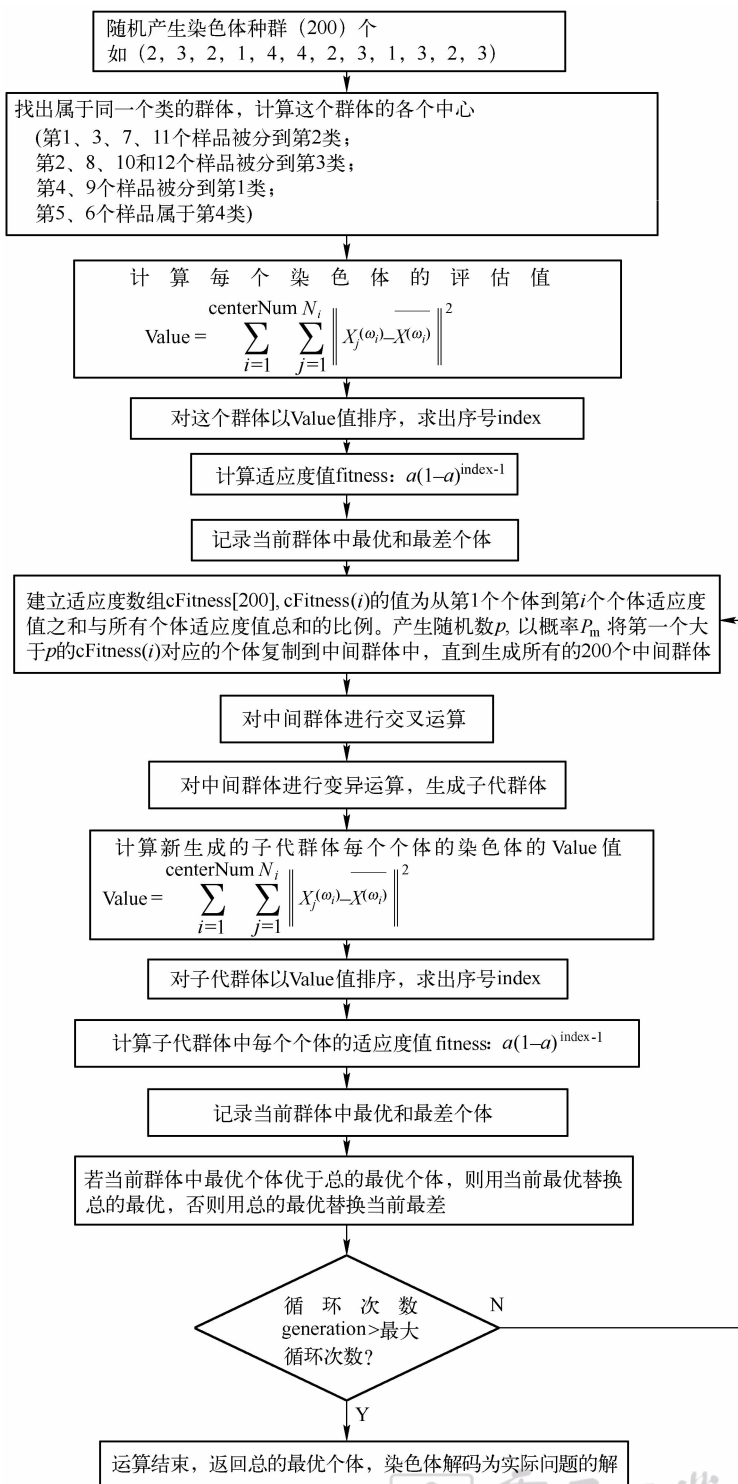 随机产生染色体种群（200）个
如（2，3，2，1，4，4，2，3，1，3，2，3）
找出属于同一个类的群体，计算这个群体的各个中心
(第1、3、7、11个样品被分到第2类；
第2、8、10和12个样品被分到第3类；
第4、9个样品被分到第1类；
第5、6个样品属于第4类)
计算每个染色体的评估值
Value = \sum_{i=1}^{centerNum} \sum_{j=1}^{N_i} \| X_j^{(ω_i)} – \overline{X^{(ω_i)}} \|^2
对这个群体以Value值排序，求出序号index
计算适应度值fitness：a(1–a)^{index-1}
记录当前群体中最优和最差个体
建立适应度数组cFitness[200], cFitness(i)的值为从第1个个体到第i个个体适应度
值之和与所有个体适应度值总和的比例。产生随机数p, 以概率P_m 将第一个大
于p的cFitness(i)对应的个体复制到中间群体中，直到生成所有的200个中间群体
对中间群体进行交叉运算
对中间群体进行变异运算，生成子代群体
计算新生成的子代群体每个个体的染色体的 Value 值
Value = \sum_{i=1}^{centerNum} \sum_{j=1}^{N_i} \| X_j^{(ω_i)} – \overline{X^{(ω_i)}} \|^2
对子代群体以Value值排序，求出序号index
计算子代群体中每个个体的适应度值 fitness：a(1–a)^{index-1}
记录当前群体中最优和最差个体
若当前群体中最优个体优于总的最优个体，则用当前最优替换
总的最优，否则用总的最优替换当前最差
循环次数
generation>最大
循环次数？
N
Y
运算结束，返回总的最优个体，染色体解码为实际问题的解